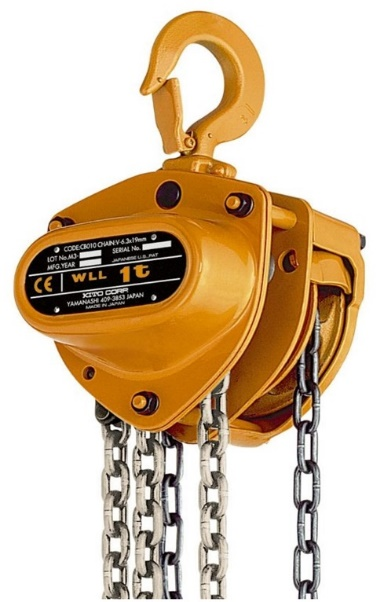 CODE:CB010 CHAIN:V-6.3x19mm
LOT No.M3- SERIAL No.
MFG.YEAR JAPANESE U.S.,PAT
CE WLL 1t
KITO CORP
YAMANASHI 409-3853 JAPAN
MADE IN JAPAN